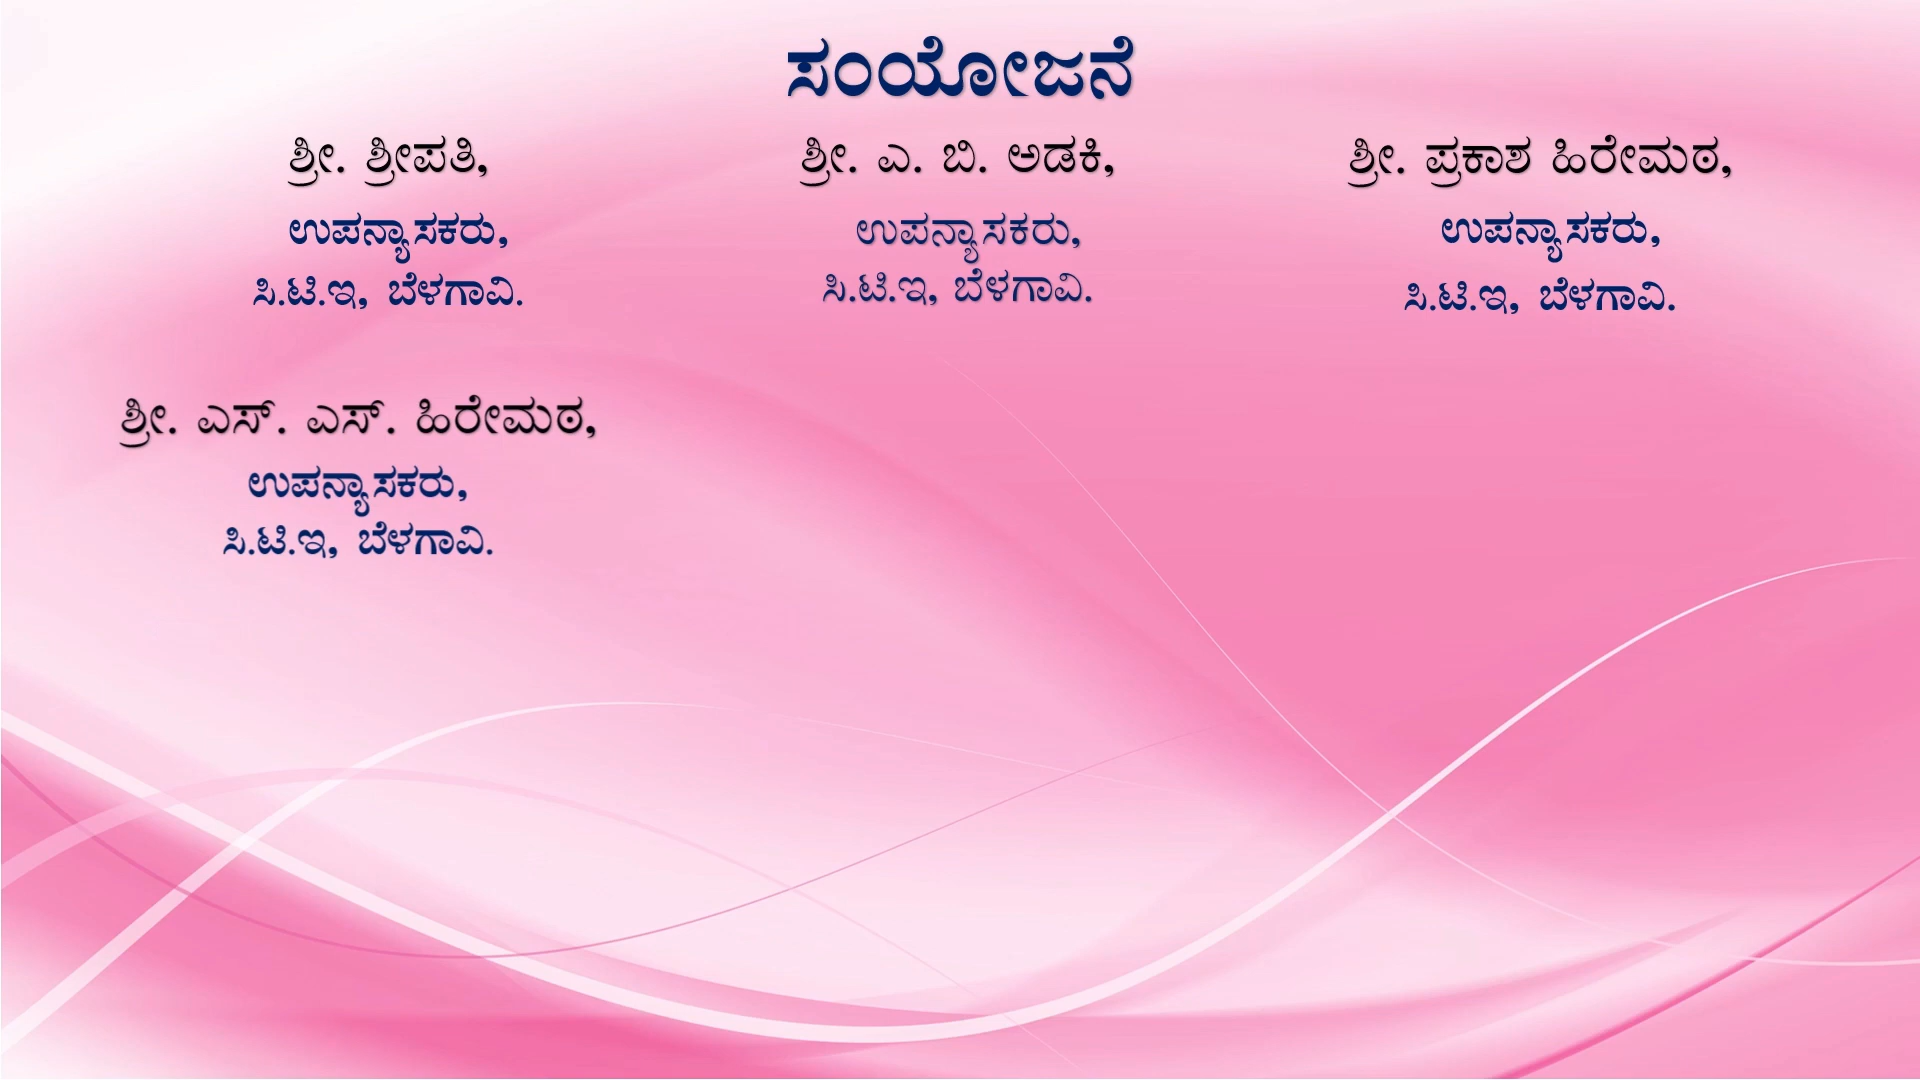 ಸಂಯೋಜನೆ
ಶ್ರೀ. ಶ್ರೀಪತಿ,
ಉಪನ್ಯಾಸಕರು,
ಸಿ.ಟಿ.ಇ, ಬೆಳಗಾವಿ.
ಶ್ರೀ. ಎ. ಬಿ. ಅಡಕಿ,
ಉಪನ್ಯಾಸಕರು,
ಸಿ.ಟಿ.ಇ, ಬೆಳಗಾವಿ.
ಶ್ರೀ. ಪ್ರಕಾಶ ಹಿರೇಮಠ,
ಉಪನ್ಯಾಸಕರು,
ಸಿ.ಟಿ.ಇ, ಬೆಳಗಾವಿ.
ಶ್ರೀ. ಎಸ್. ಎಸ್. ಹಿರೇಮಠ,
ಉಪನ್ಯಾಸಕರು,
ಸಿ.ಟಿ.ಇ, ಬೆಳಗಾವಿ.